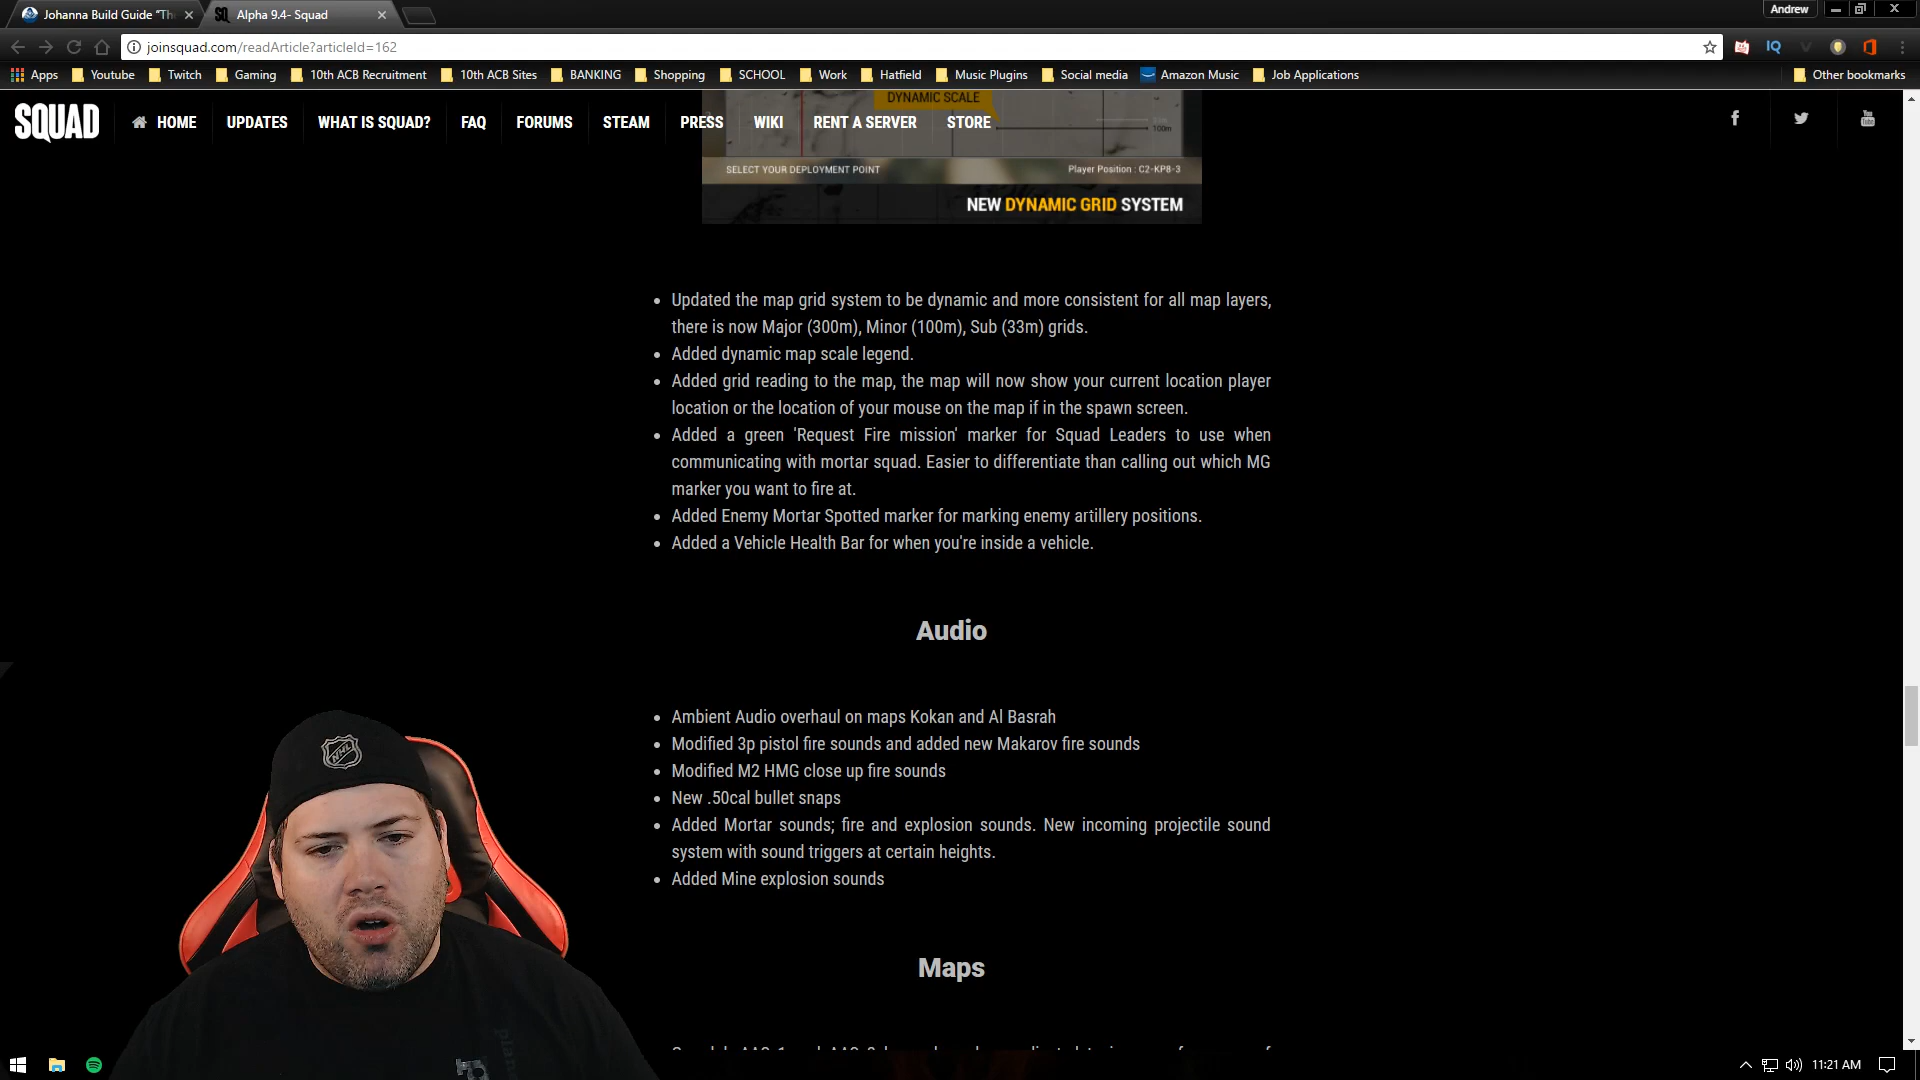 Johanna Build Guide "Th
Alpha 9.4- Squad
Andrew
joinsquad.com/readArticle?articleId=162
IQ
Apps
Youtube
Twitch
Gaming
10th ACB Recruitment
10th ACB Sites
BANKING
Shopping
SCHOOL
Work
Hatfield
Music Plugins
Social media
Amazon Music
Job Applications
Other bookmarks
SQUAD
HOME
UPDATES
WHAT IS SQUAD?
FAQ
FORUMS
STEAM
PRESS
WIKI
RENT A SERVER
STORE
DYNAMIC SCALE
100m
SELECT YOUR DEPLOYMENT POINT
Player Position : C2-KP8-3
NEW DYNAMIC GRID SYSTEM
Updated the map grid system to be dynamic and more consistent for all map layers,
there is now Major (300m), Minor (100m), Sub (33m) grids.
Added dynamic map scale legend.
Added grid reading to the map, the map will now show your current location player
location or the location of your mouse on the map if in the spawn screen.
Added a green 'Request Fire mission' marker for Squad Leaders to use when
communicating with mortar squad. Easier to differentiate than calling out which MG
marker you want to fire at.
Added Enemy Mortar Spotted marker for marking enemy artillery positions.
Added a Vehicle Health Bar for when you're inside a vehicle.
Audio
Ambient Audio overhaul on maps Kokan and Al Basrah
Modified 3p pistol fire sounds and added new Makarov fire sounds
Modified M2 HMG close up fire sounds
New .50cal bullet snaps
Added Mortar sounds; fire and explosion sounds. New incoming projectile sound
system with sound triggers at certain heights.
Added Mine explosion sounds
Maps
NHL
11:21 AM